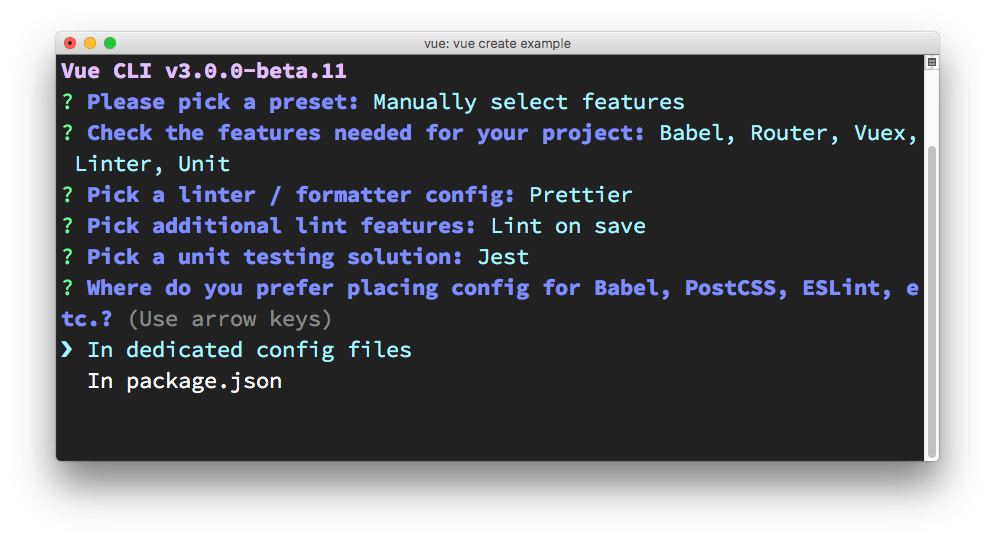 vue: vue create example
Vue CLI v3.0.0-beta.11
? Please pick a preset: Manually select features
? Check the features needed for your project: Babel, Router, Vuex,
Linter, Unit
? Pick a linter / formatter config: Prettier
? Pick additional lint features: Lint on save
? Pick a unit testing solution: Jest
? Where do you prefer placing config for Babel, PostCSS, ESLint, e
tc.? (Use arrow keys)
❯ In dedicated config files
In package.json